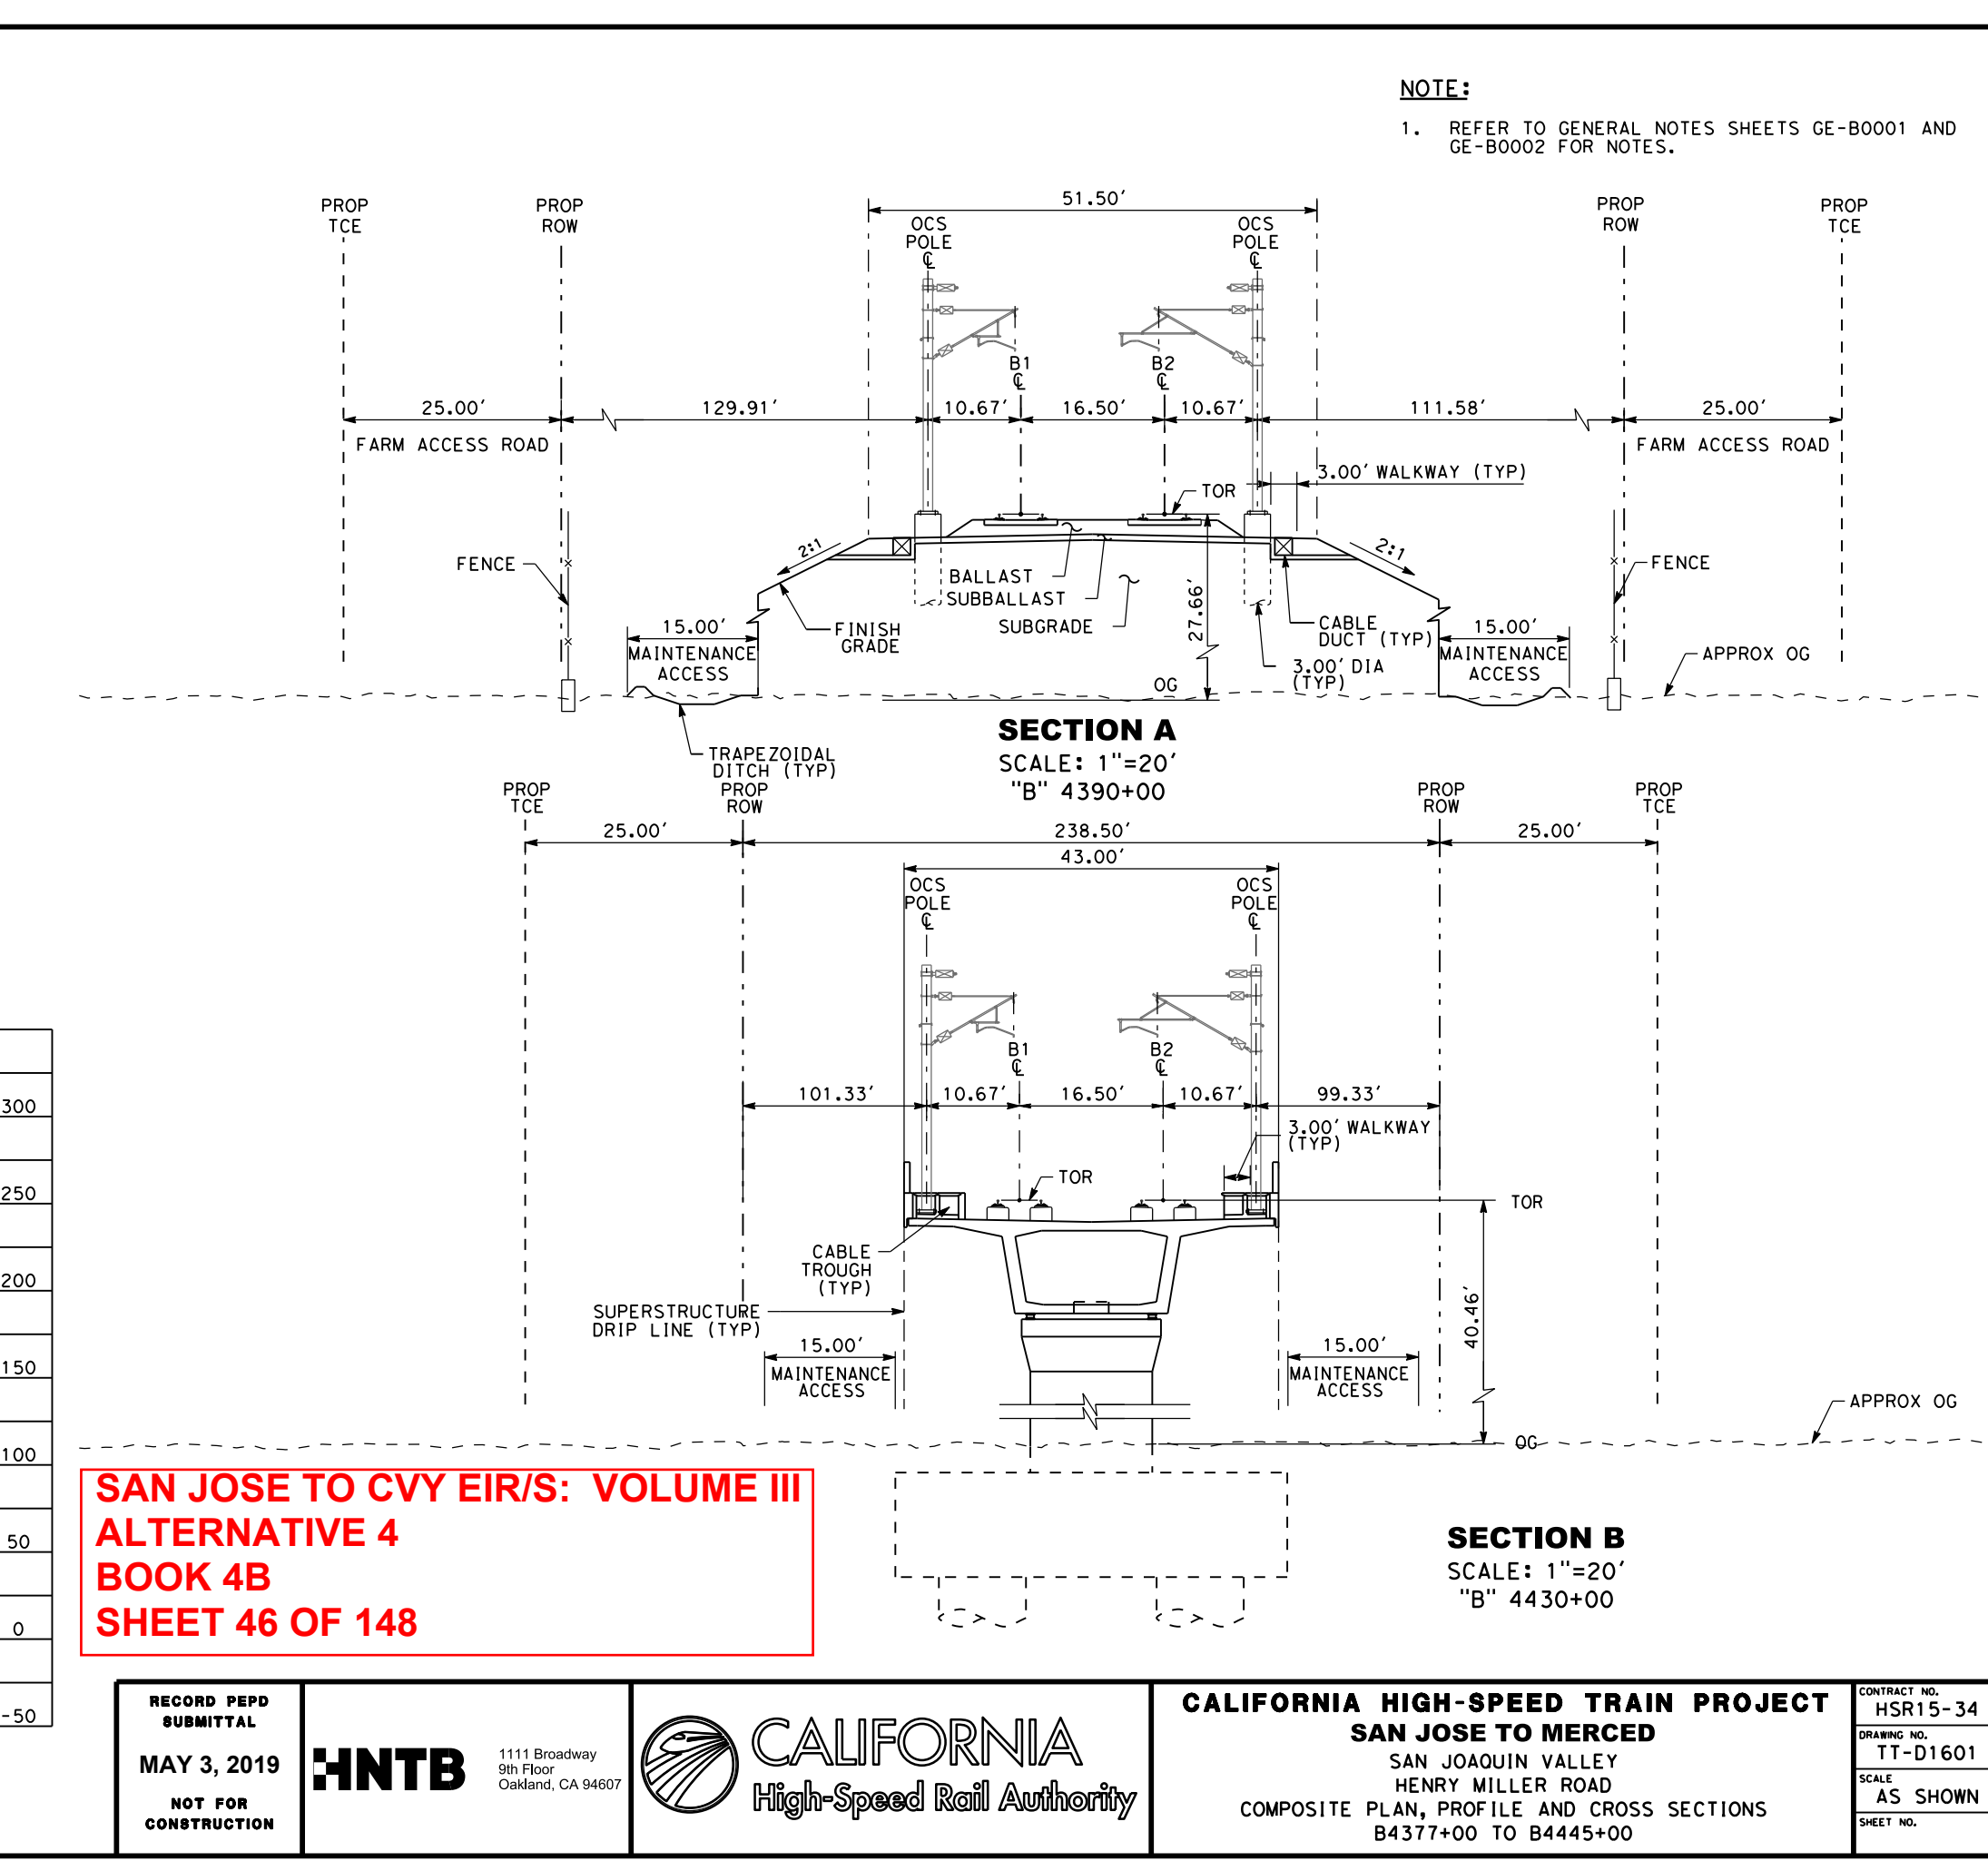 NOTE:
1. REFER TO GENERAL NOTES SHEETS GE-B0001 AND
GE-B0002 FOR NOTES.
PROP
TCE
PROP
ROW
51.50′
OCS
POLE
℄
OCS
POLE
℄
PROP
ROW
PROP
TCE
B1
℄
B2
℄
25.00′
129.91′
10.67′
16.50′
10.67′
111.58′
25.00′
FARM ACCESS ROAD
FARM ACCESS ROAD
3.00′ WALKWAY (TYP)
TOR
2:1
2:1
FENCE
FENCE
BALLAST
SUBBALLAST
SUBGRADE
27.66′
FINISH
GRADE
CABLE
DUCT (TYP)
3.00′ DIA
(TYP)
15.00′
MAINTENANCE
ACCESS
15.00′
MAINTENANCE
ACCESS
APPROX OG
OG
TRAPEZOIDAL
DITCH (TYP)
SECTION A
SCALE: 1"=20′
"B" 4390+00
PROP
TCE
PROP
ROW
PROP
ROW
PROP
TCE
25.00′
238.50′
25.00′
43.00′
OCS
POLE
℄
OCS
POLE
℄
B1
℄
B2
℄
101.33′
10.67′
16.50′
10.67′
99.33′
3.00′ WALKWAY
(TYP)
TOR
TOR
CABLE
TROUGH
(TYP)
SUPERSTRUCTURE
DRIP LINE (TYP)
40.46′
15.00′
MAINTENANCE
ACCESS
15.00′
MAINTENANCE
ACCESS
APPROX OG
OG
SECTION B
SCALE: 1"=20′
"B" 4430+00
300
250
200
150
100
50
0
-50
SAN JOSE TO CVY EIR/S: VOLUME III
ALTERNATIVE 4
BOOK 4B
SHEET 46 OF 148
RECORD PEPD
SUBMITTAL
MAY 3, 2019
NOT FOR
CONSTRUCTION
HNTB
1111 Broadway
9th Floor
Oakland, CA 94607
CALIFORNIA
High-Speed Rail Authority
CALIFORNIA HIGH-SPEED TRAIN PROJECT
SAN JOSE TO MERCED
SAN JOAQUIN VALLEY
HENRY MILLER ROAD
COMPOSITE PLAN, PROFILE AND CROSS SECTIONS
B4377+00 TO B4445+00
CONTRACT NO.
HSR15-34
DRAWING NO.
TT-D1601
SCALE
AS SHOWN
SHEET NO.